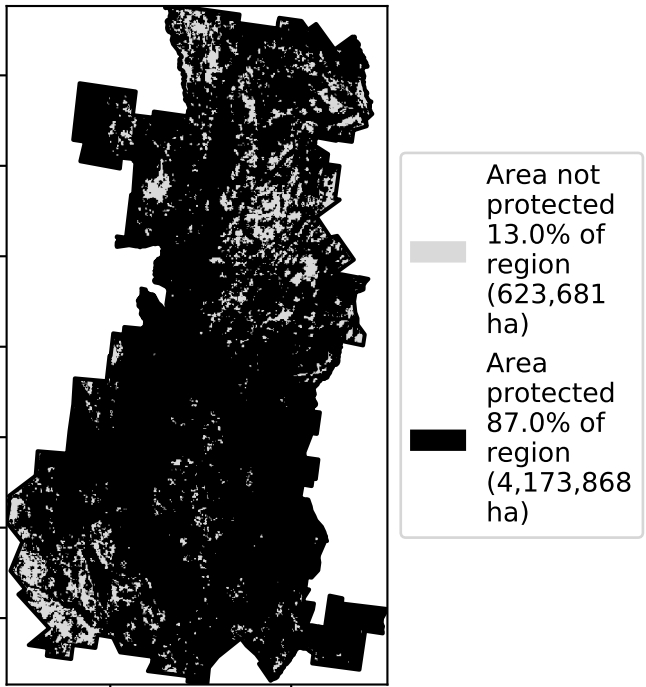 Area not
protected
13.0% of
region
(623,681
ha)
Area
protected
87.0% of
region
(4,173,868
ha)